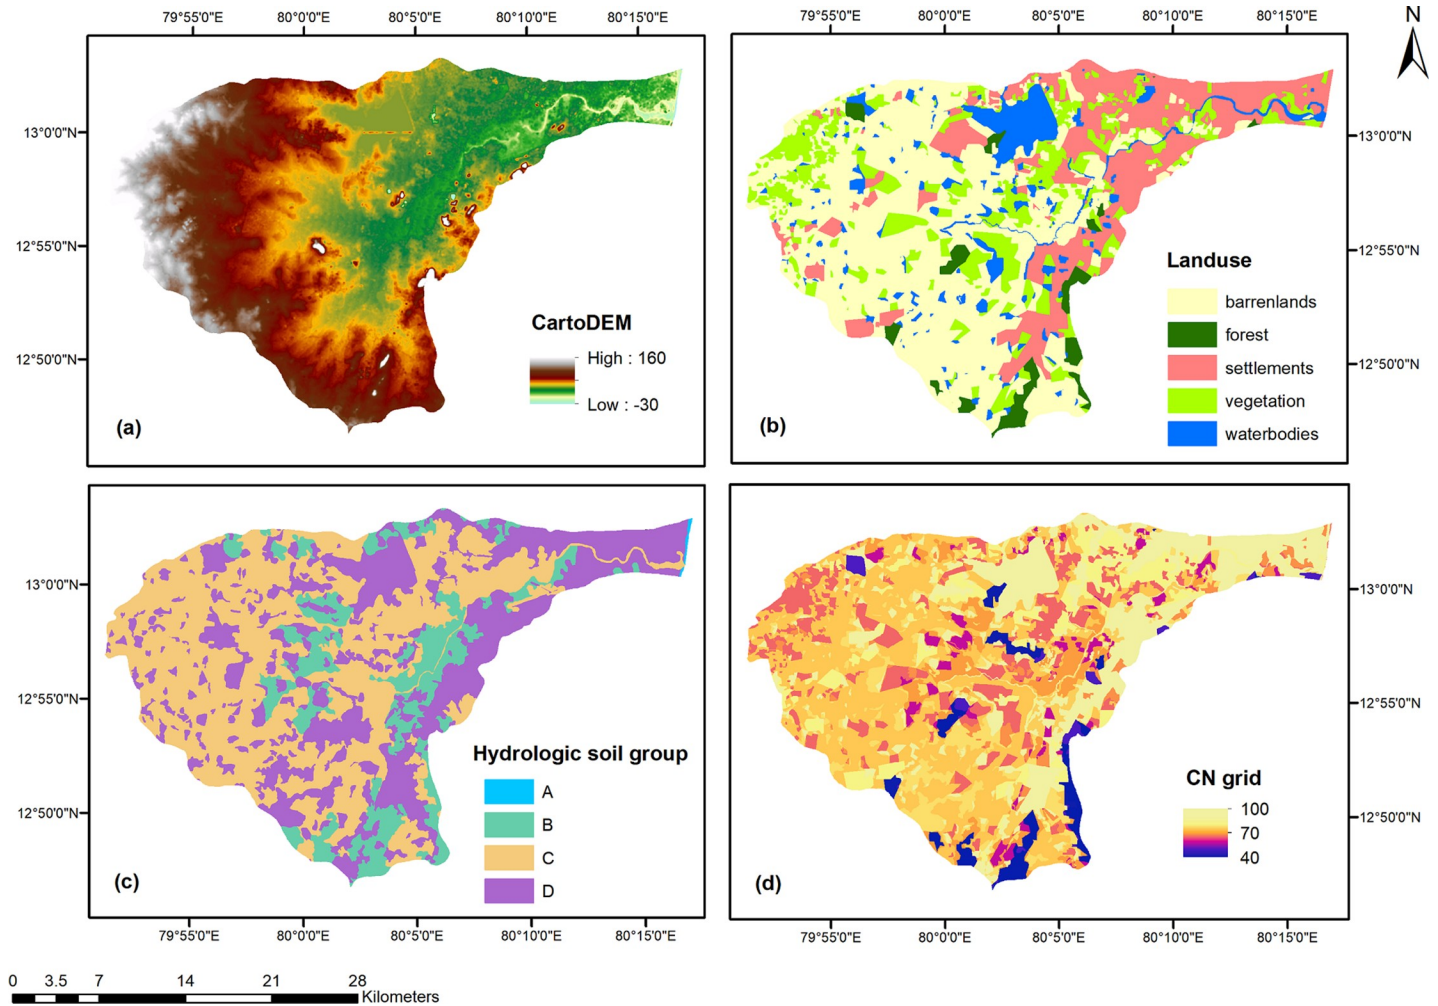 79°55'0"E 80°0'0"E 80°5'0"E 80°10'0"E 80°15'0"E
79°55'0"E 80°0'0"E 80°5'0"E 80°10'0"E 80°15'0"E
N
13°0'0"N
12°55'0"N
12°50'0"N
CartoDEM
High : 160
Low : -30
(a)
13°0'0"N
12°55'0"N
12°50'0"N
Landuse
barrenlands
forest
settlements
vegetation
waterbodies
(b)
13°0'0"N
12°55'0"N
12°50'0"N
Hydrologic soil group
A
B
C
D
(c)
13°0'0"N
12°55'0"N
12°50'0"N
CN grid
100
70
40
(d)
79°55'0"E 80°0'0"E 80°5'0"E 80°10'0"E 80°15'0"E
79°55'0"E 80°0'0"E 80°5'0"E 80°10'0"E 80°15'0"E
0 3.5 7 14 21 28
Kilometers